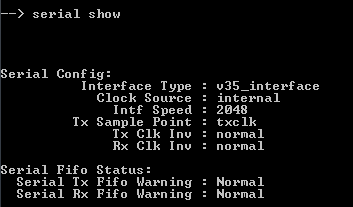 --> serial show
Serial Config:
Interface Type : v35_interface
Clock Source : internal
Intf Speed : 2048
Tx Sample Point : txclk
Tx Clk Inv : normal
Rx Clk Inv : normal
Serial Fifo Status:
Serial Tx Fifo Warning : Normal
Serial Rx Fifo Warning : Normal